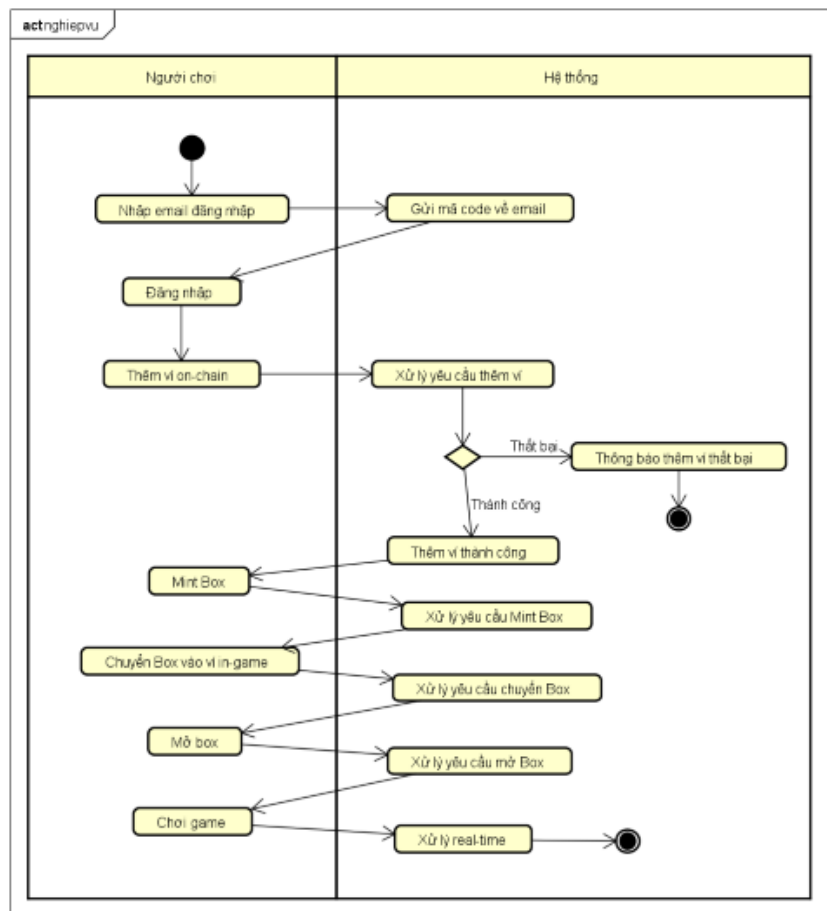 act nghiepvu
Người chơi
Hệ thống
Nhập email đăng nhập
Gửi mã code về email
Đăng nhập
Thêm ví on-chain
Xử lý yêu cầu thêm ví
Thất bại
Thông báo thêm ví thất bại
Thành công
Thêm ví thành công
Mint Box
Xử lý yêu cầu Mint Box
Chuyển Box vào ví in-game
Xử lý yêu cầu chuyển Box
Mở box
Xử lý yêu cầu mở Box
Chơi game
Xử lý real-time